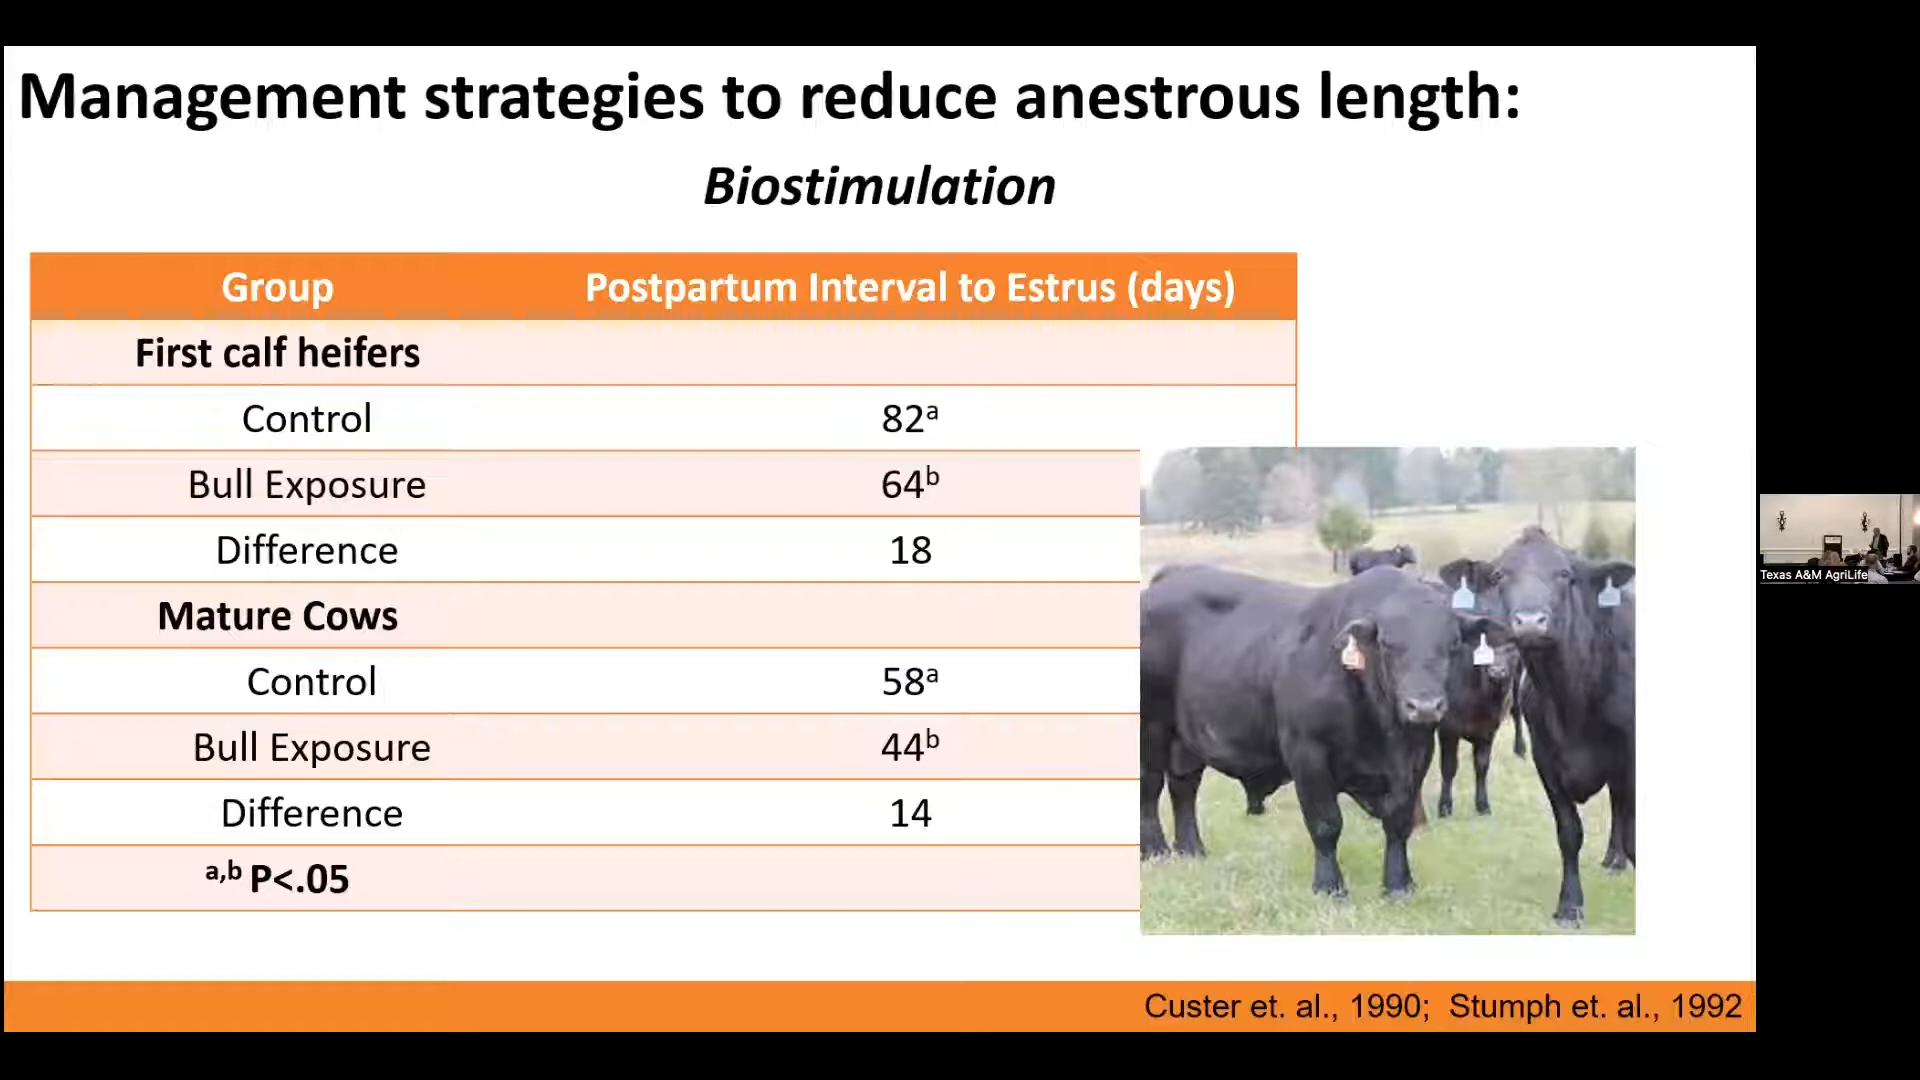 Management strategies to reduce anestrous length:
Biostimulation
Group Postpartum Interval to Estrus (days)
First calf heifers
Control 82ᵃ
Bull Exposure 64ᵇ
Difference 18
Mature Cows
Control 58ᵃ
Bull Exposure 44ᵇ
Difference 14
ᵃ,ᵇ P<.05
Custer et. al., 1990; Stumph et. al., 1992
Texas A&M AgriLife